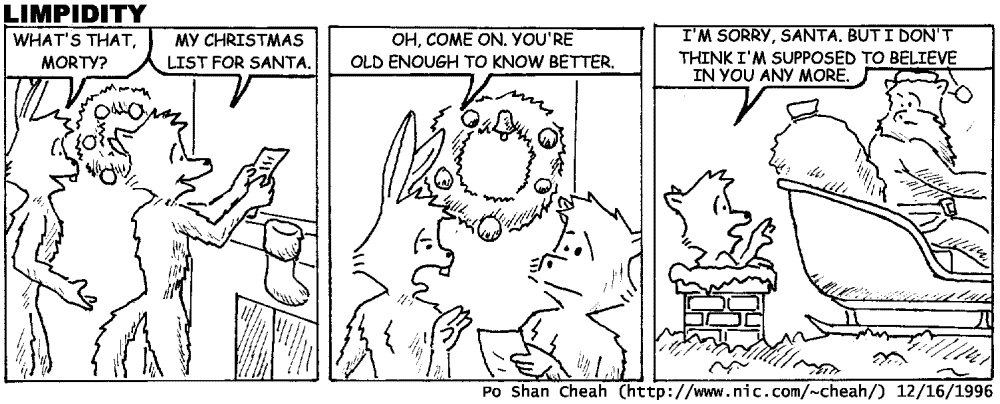 LIMPIDITY
WHAT'S THAT,
MORTY?
MY CHRISTMAS
LIST FOR SANTA.
OH, COME ON. YOU'RE
OLD ENOUGH TO KNOW BETTER.
I'M SORRY, SANTA. BUT I DON'T
THINK I'M SUPPOSED TO BELIEVE
IN YOU ANY MORE.
Po Shan Cheah (http://www.nic.com/~cheah/) 12/16/1996